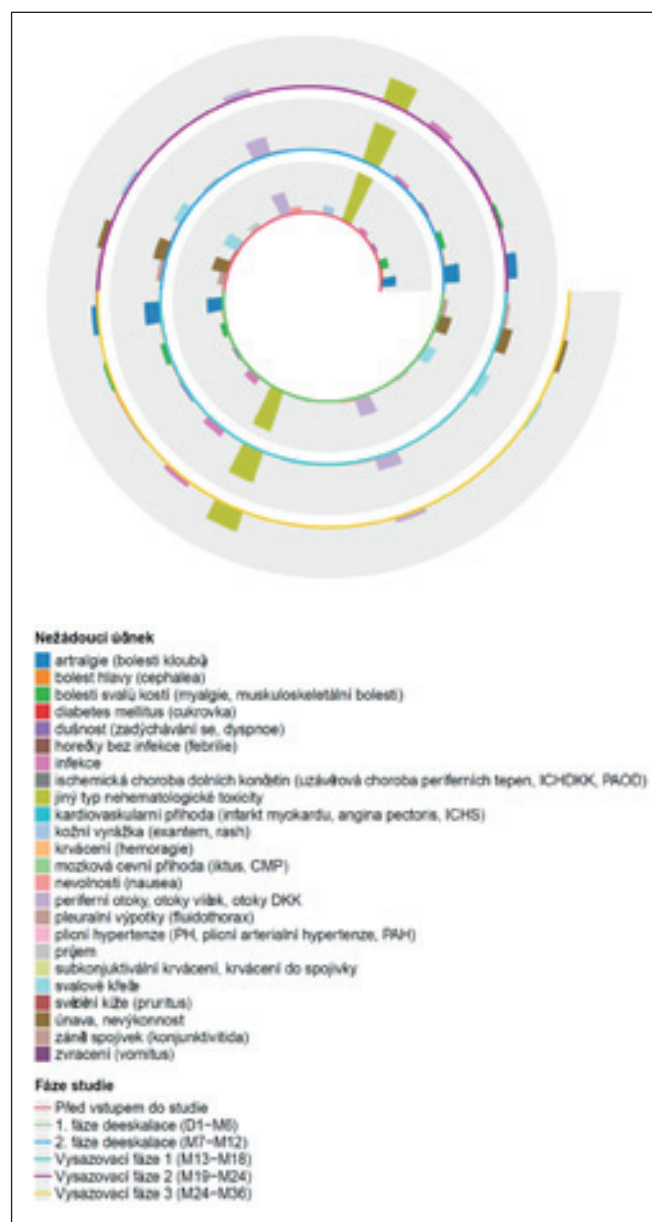 Nežádoucí účinek
artralgie (bolesti kloubů)
bolest hlavy (cephalea)
bolesti svalů, kostí (myalgie, muskuloskeletální bolesti)
diabetes mellitus (cukrovka)
dušnost (zadýchávání se, dyspnoe)
horečky bez infekce (febrilie)
infekce
ischemická choroba dolních končetin (uzávěrová choroba periferních tepen, ICHDKK, PAOD)
jiný typ nehematologické toxicity
kardiovaskularní příhoda (infarkt myokardu, angina pectoris, ICHS)
kožní vyrážka (exantem, rash)
krvácení (hemoragie)
mozková cevní příhoda (iktus, CMP)
nevolnosti (nausea)
periferní otoky, otoky víček, otoky DKK
pleuralní výpotky (fluidothorax)
plicní hypertenze (PH, plicní arterialní hypertenze, PAH)
průjem
subkonjuktivální krvácení, krvácení do spojivky
svalové křeče
svědění kůže (pruritus)
únava, nevýkonnost
zánět spojivek (konjunktivitida)
zvracení (vomitus)
Fáze studie
Před vstupem do studie
1. fáze deeskalace (D1–M6)
2. fáze deeskalace (M7–M12)
Vysazovací fáze 1 (M13–M18)
Vysazovací fáze 2 (M19–M24)
Vysazovací fáze 3 (M24–M36)